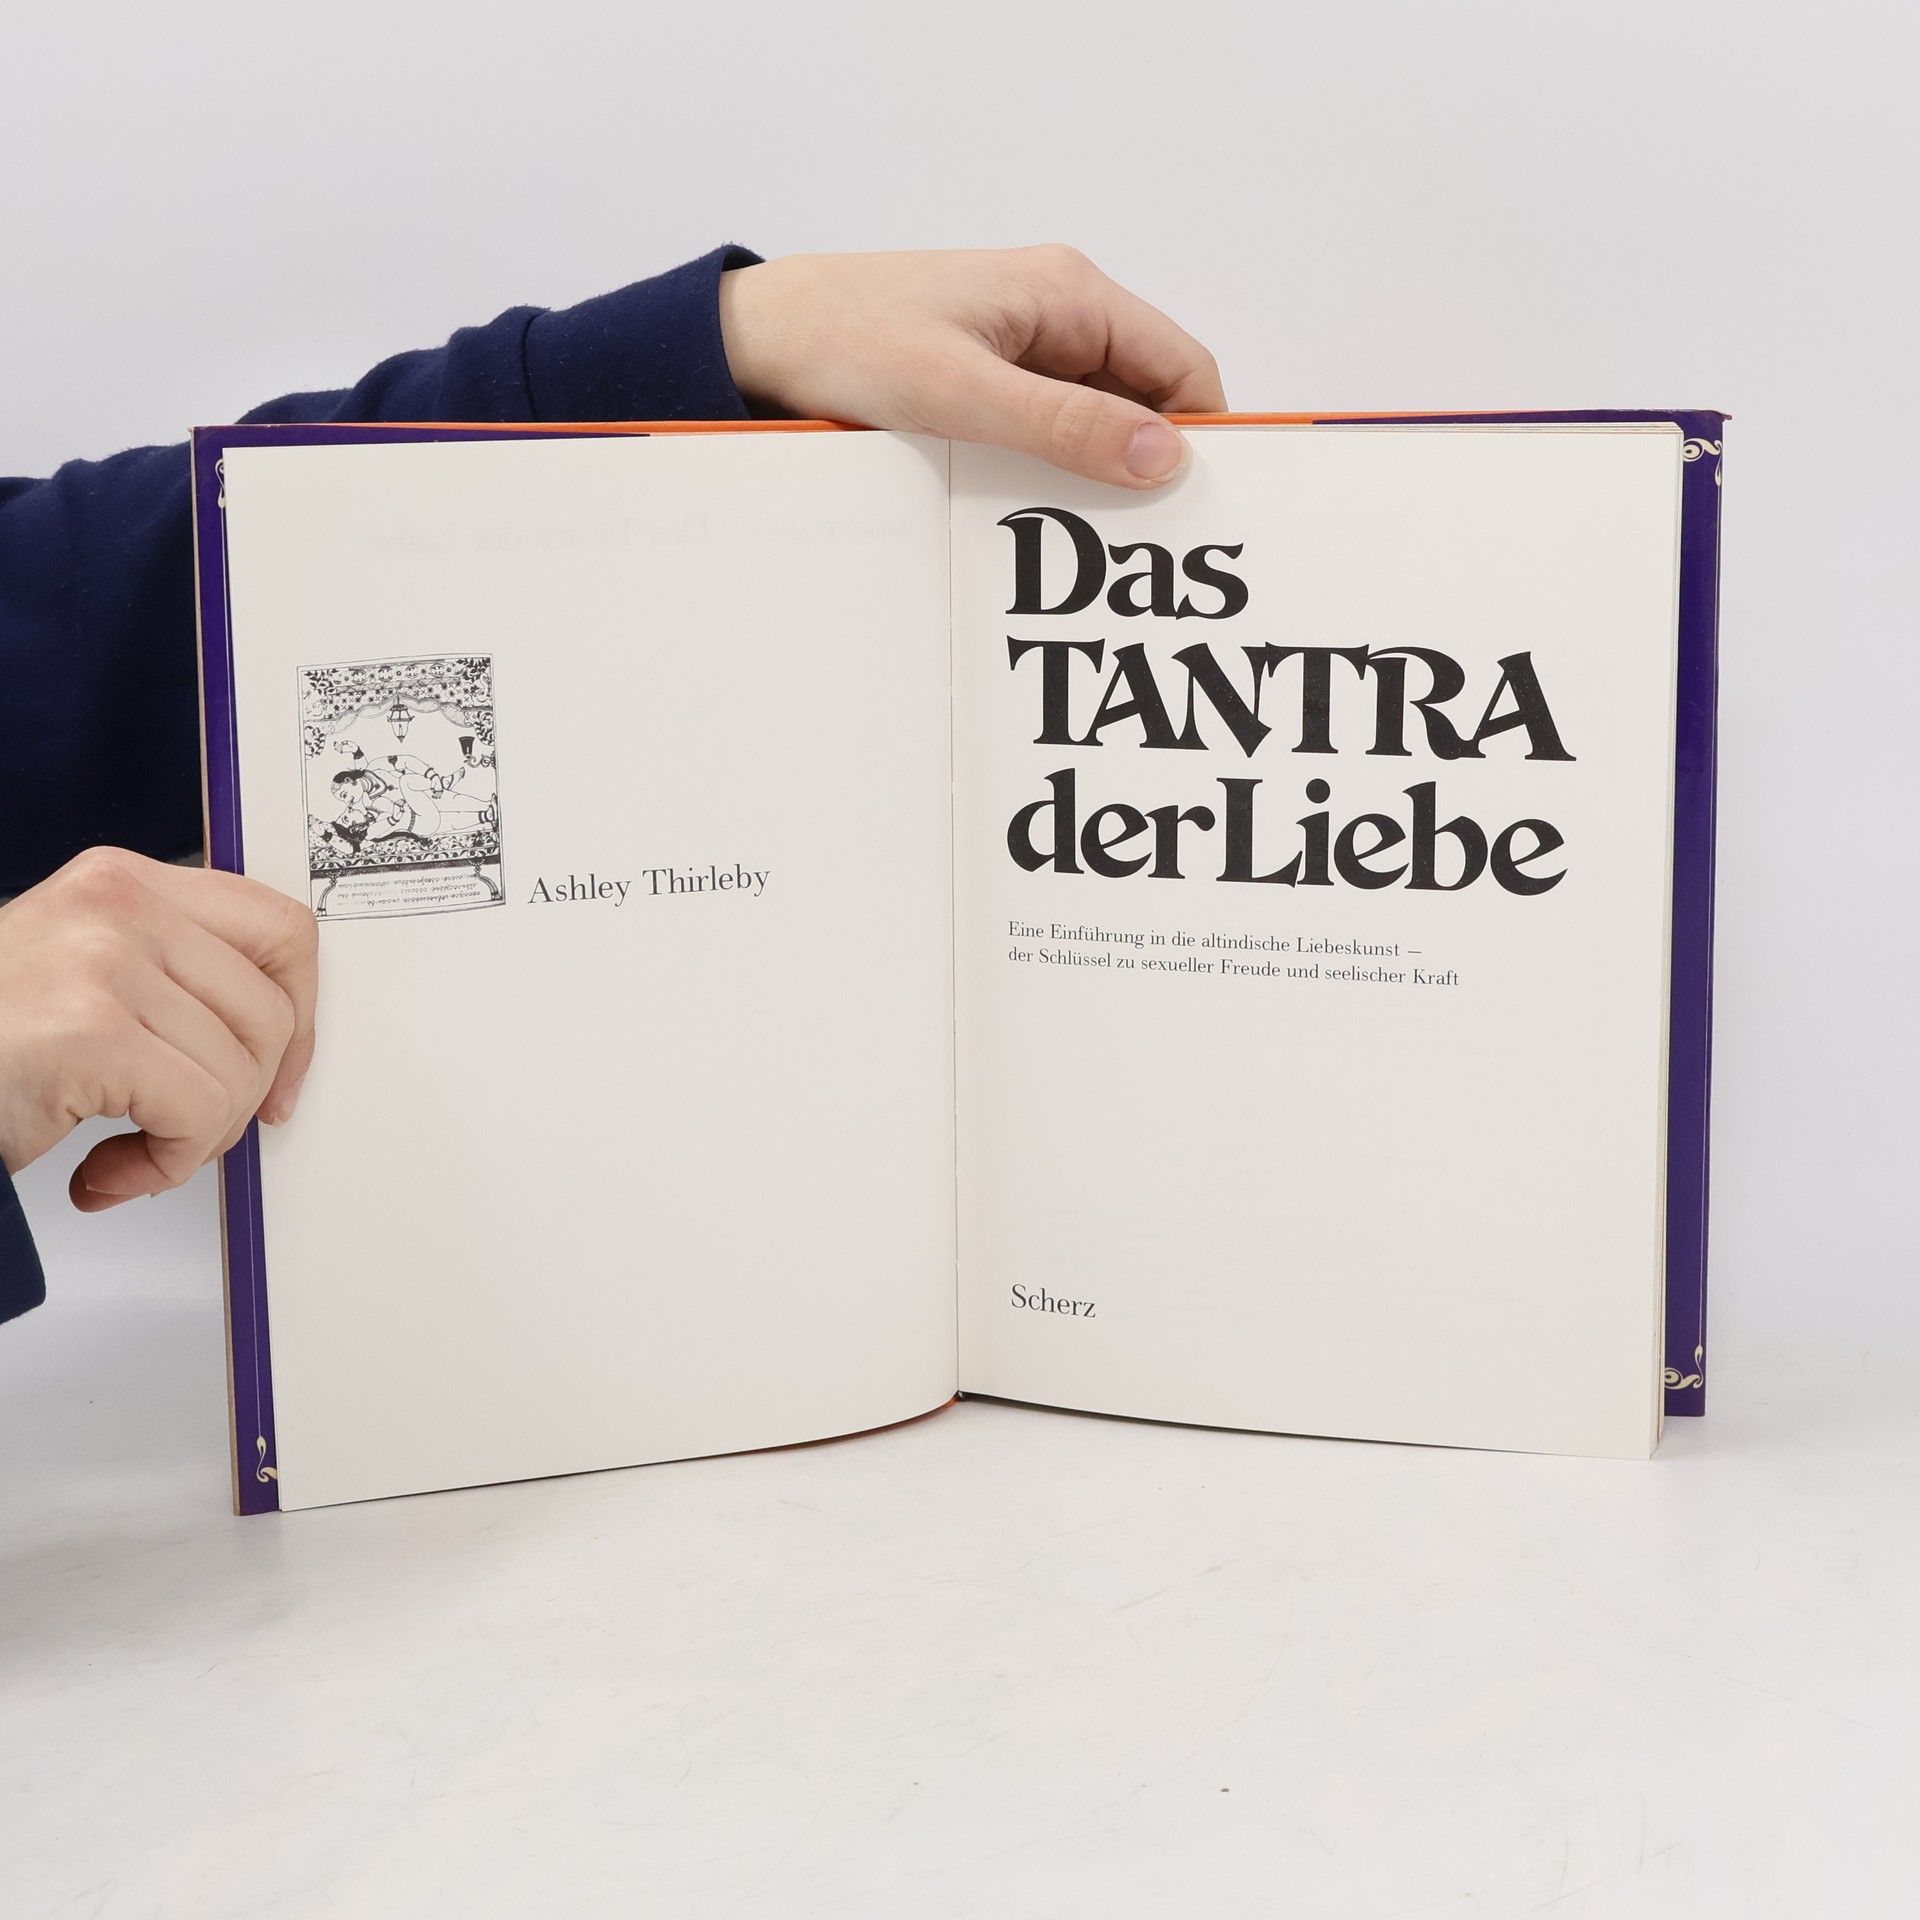 Ashley Thirleby
Das
TANTRA
der Liebe
Eine Einführung in die altindische Liebeskunst –
der Schlüssel zu sexueller Freude und seelischer Kraft
Scherz